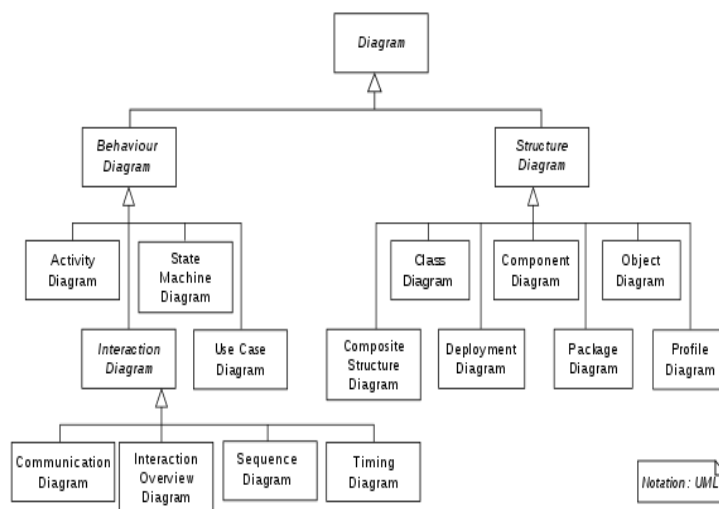 Diagram
Behaviour
Diagram
Structure
Diagram
Activity
Diagram
State
Machine
Diagram
Class
Diagram
Component
Diagram
Object
Diagram
Interaction
Diagram
Use Case
Diagram
Composite
Structure
Diagram
Deployment
Diagram
Package
Diagram
Profile
Diagram
Communication
Diagram
Interaction
Overview
Diagram
Sequence
Diagram
Timing
Diagram
Notation : UML